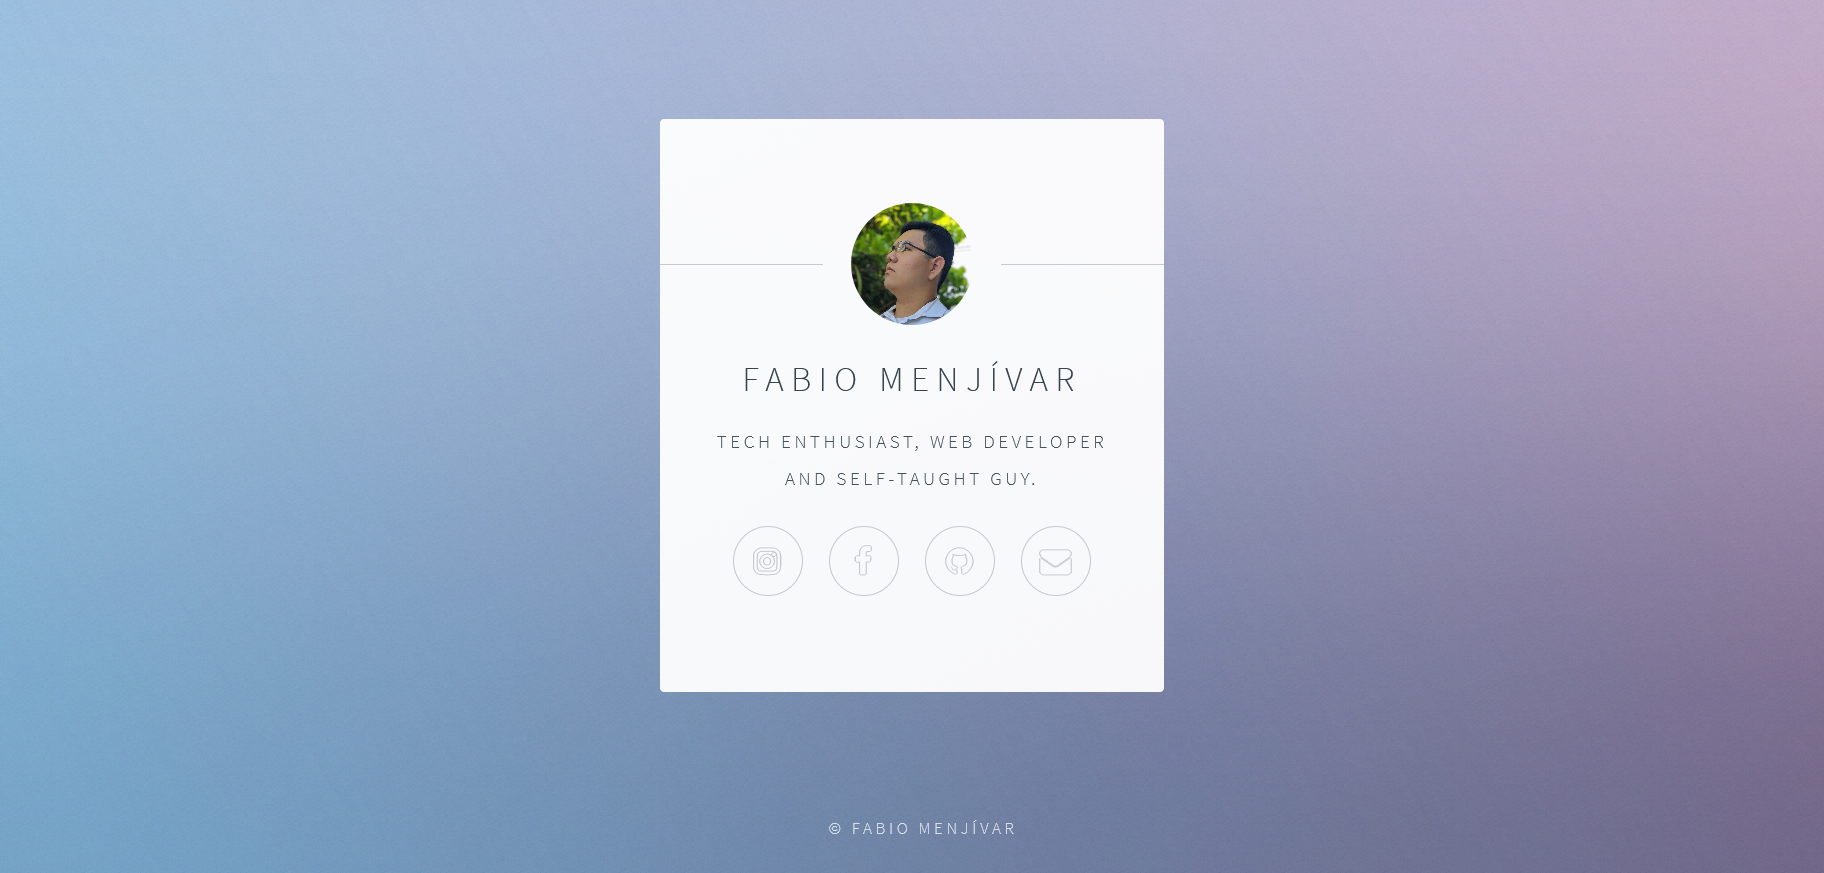 FABIO MENJÍVAR
TECH ENTHUSIAST, WEB DEVELOPER
AND SELF-TAUGHT GUY.
© FABIO MENJÍVAR